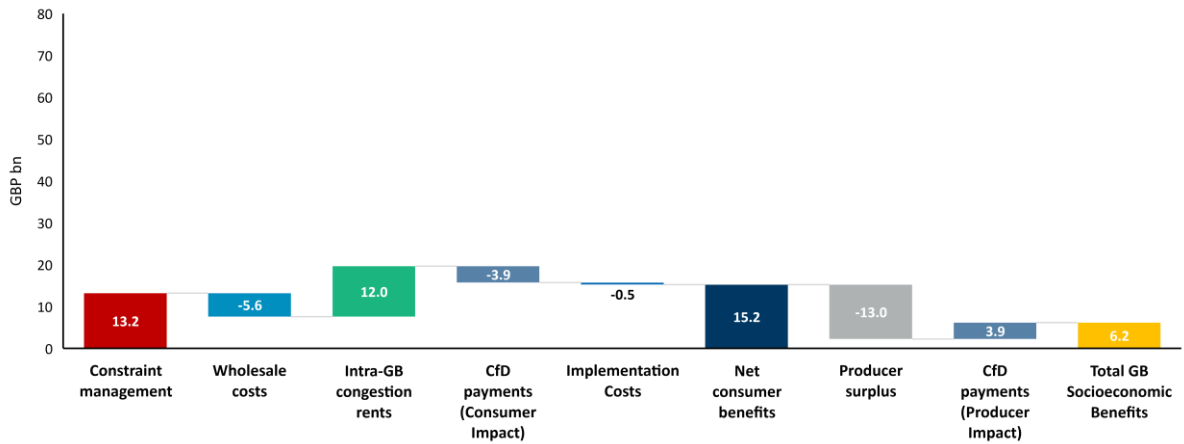 80
70
60
50
40
30
20
10
0
GBP bn
13.2
-5.6
12.0
-3.9
-0.5
15.2
-13.0
3.9
6.2
Constraint
management
Wholesale
costs
Intra-GB
congestion
rents
CfD
payments
(Consumer
Impact)
Implementation
Costs
Net
consumer
benefits
Producer
surplus
CfD
payments
(Producer
Impact)
Total GB
Socioeconomic
Benefits